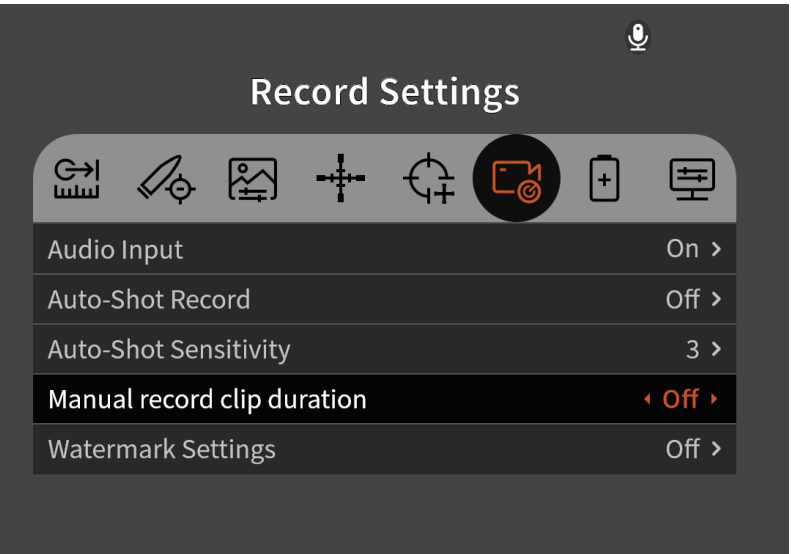 Record Settings
Audio Input On
Auto-Shot Record Off
Auto-Shot Sensitivity 3
Manual record clip duration Off
Watermark Settings Off